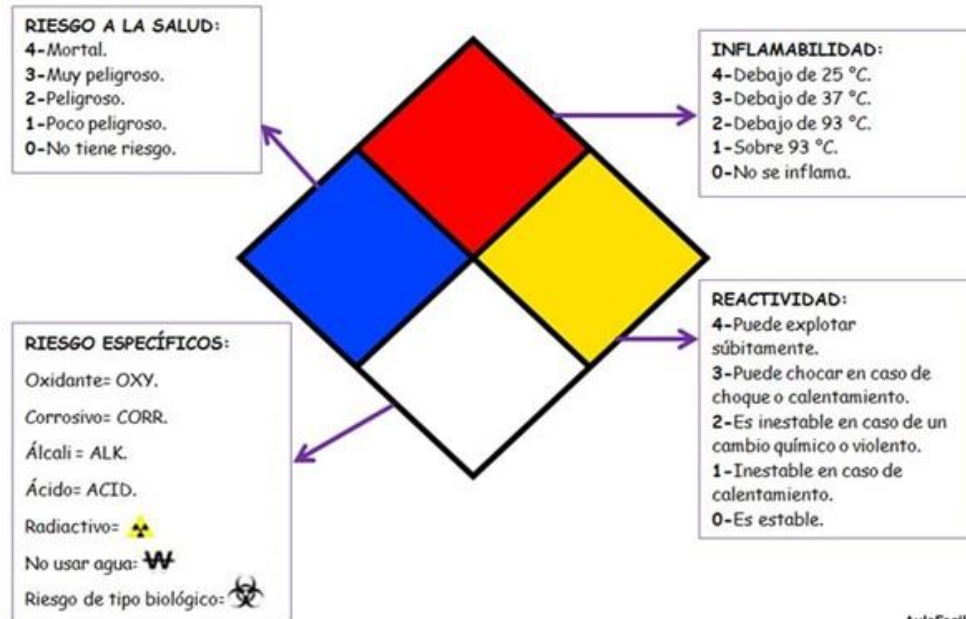 RIESGO A LA SALUD:
4-Mortal.
3-Muy peligroso.
2-Peligroso.
1-Poco peligroso.
0-No tiene riesgo.
INFLAMABILIDAD:
4-Debajo de 25 °C.
3-Debajo de 37 °C.
2-Debajo de 93 °C.
1-Sobre 93 °C.
0-No se inflama.
RIESGO ESPECÍFICOS:
Oxidante= OXY.
Corrosivo= CORR.
Álcali = ALK.
Ácido= ACID.
Radiactivo=
No usar agua: W
Riesgo de tipo biológico:
REACTIVIDAD:
4-Puede explotar
súbitamente.
3-Puede chocar en caso de
choque o calentamiento.
2-Es inestable en caso de un
cambio químico o violento.
1-Inestable en caso de
calentamiento.
0-Es estable.